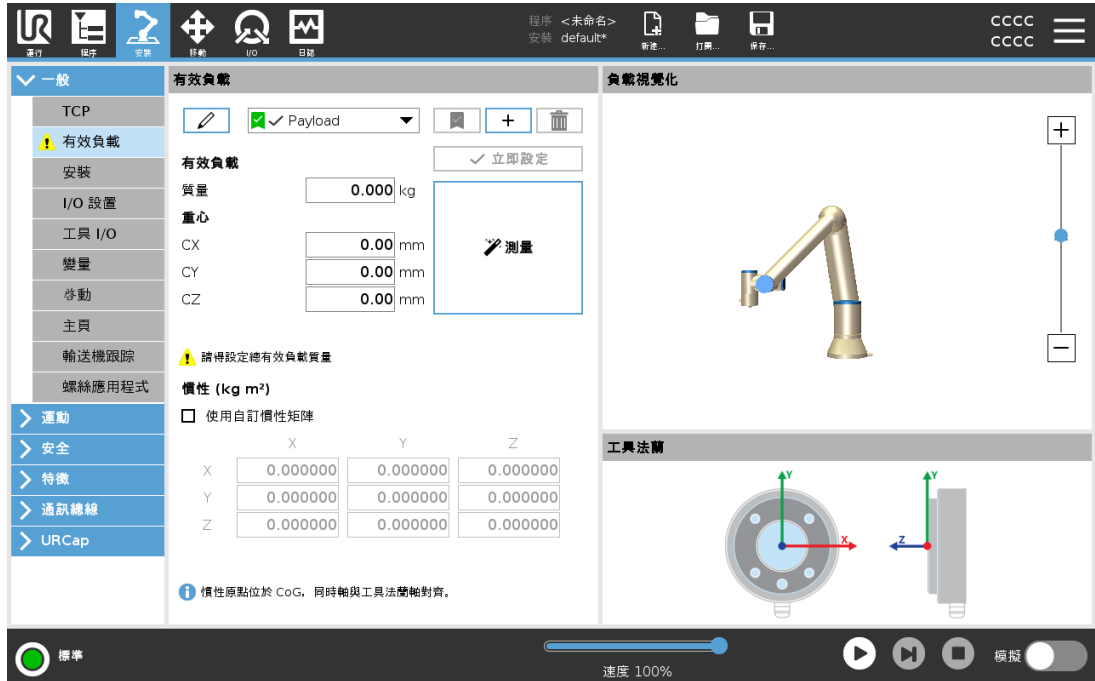 UR
運行
程序
安裝
移動
I/O
日誌
程序 <未命名>
安裝 default*
新建...
打開...
保存...
CCCC
CCCC
一般
TCP
有效負載
安裝
I/O 設置
工具 I/O
變量
啓動
主頁
輸送機跟踪
螺絲應用程式
運動
安全
特徵
通訊總線
URCap
有效負載
Payload
立即設定
有效負載
質量 0.000 kg
重心
CX 0.00 mm
CY 0.00 mm
CZ 0.00 mm
測量
請得設定總有效負載質量
慣性 (kg m²)
使用自訂慣性矩陣
X Y Z
X 0.000000 0.000000 0.000000
Y 0.000000 0.000000 0.000000
Z 0.000000 0.000000 0.000000
慣性原點位於 CoG，同時軸與工具法蘭軸對齊。
負載視覺化
工具法蘭
Y
X
Y
Z
標準
速度 100%
模擬